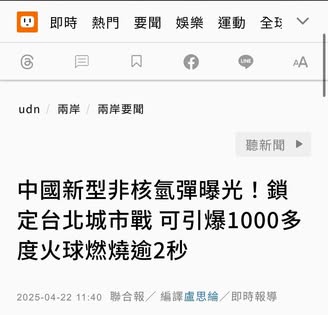 即時 熱門 要聞 娛樂 運動 全球
udn / 兩岸 / 兩岸要聞
聽新聞
中國新型非核氫彈曝光！鎖
定台北城市戰 可引爆1000多
度火球燃燒逾2秒
2025-04-22 11:40 聯合報／ 編譯盧思綸／即時報導